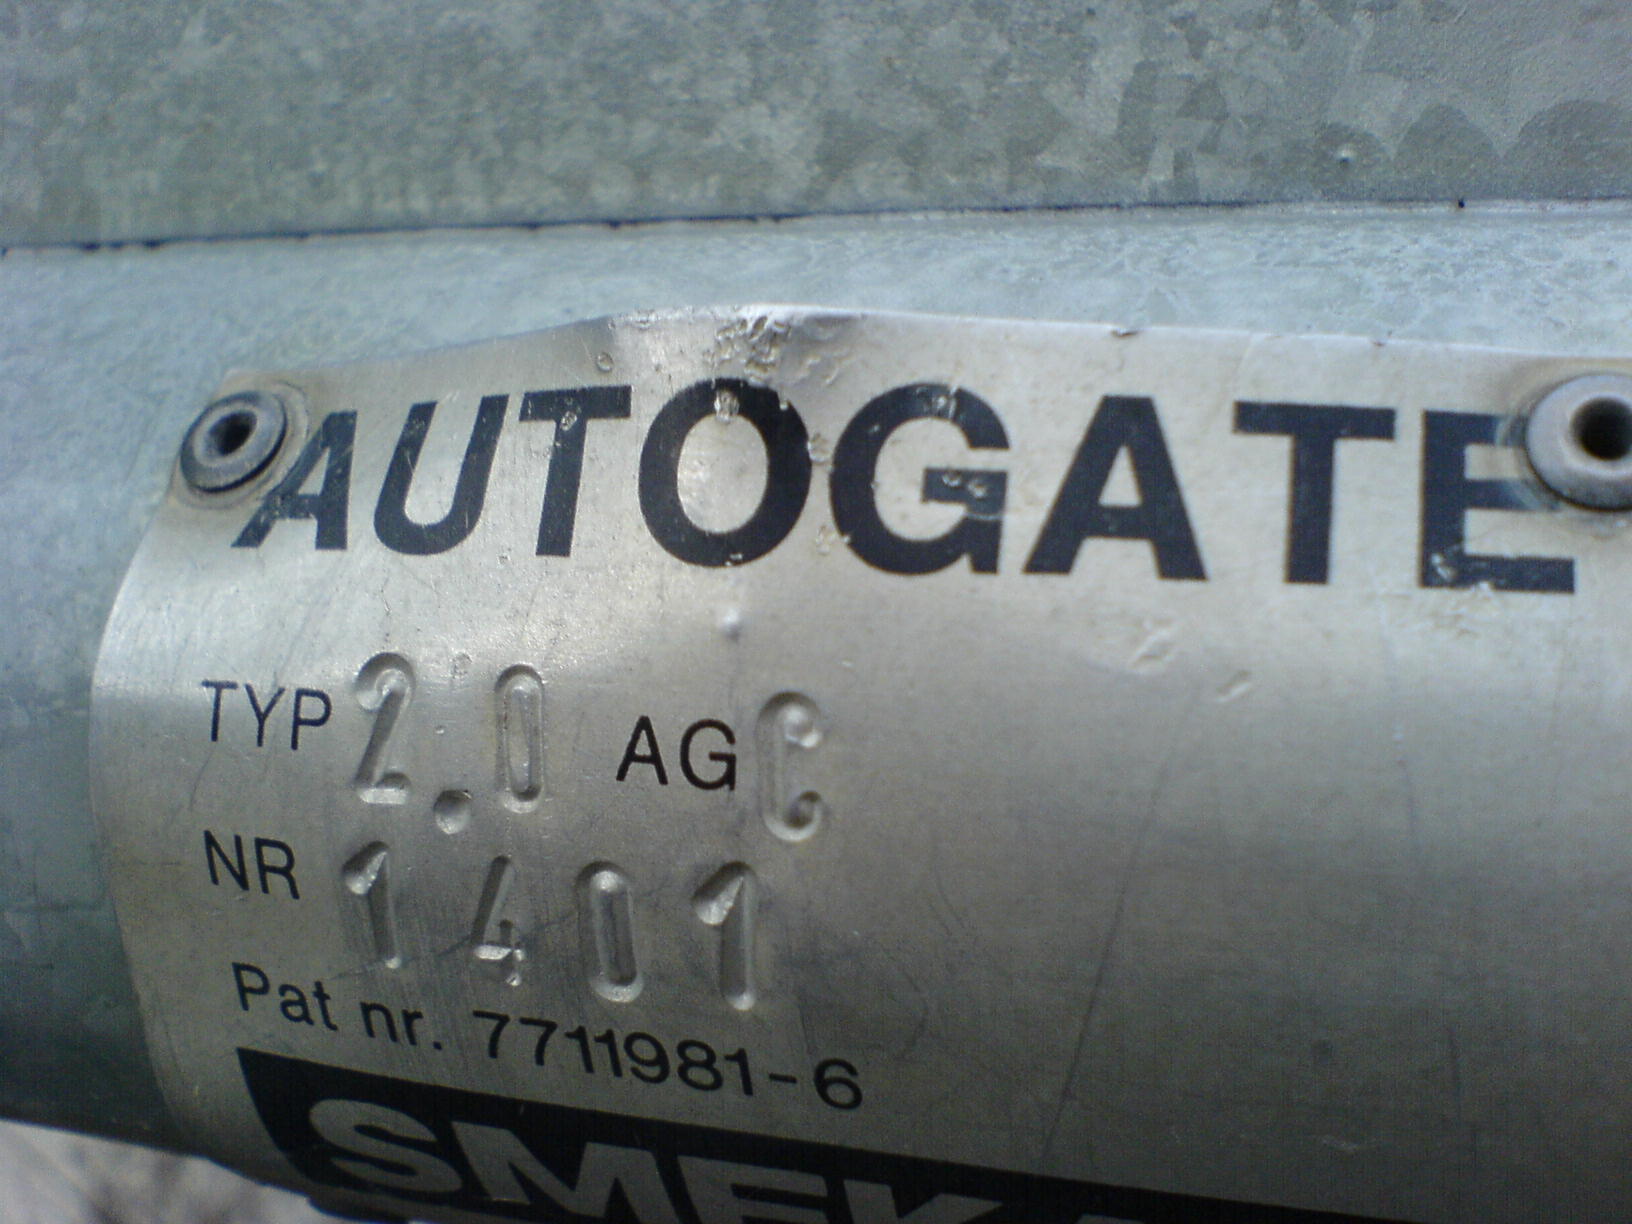 AUTOGATE
TYP 2.0 AGC
NR 1401
Pat nr. 7711981-6